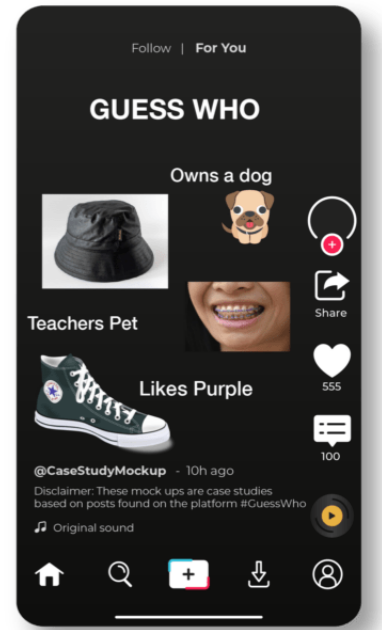 Follow | For You
GUESS WHO
Owns a dog
Share
Teachers Pet
555
Likes Purple
100
@CaseStudyMockup - 10h ago
Disclaimer: These mock ups are case studies
based on posts found on the platform #GuessWho
Original sound